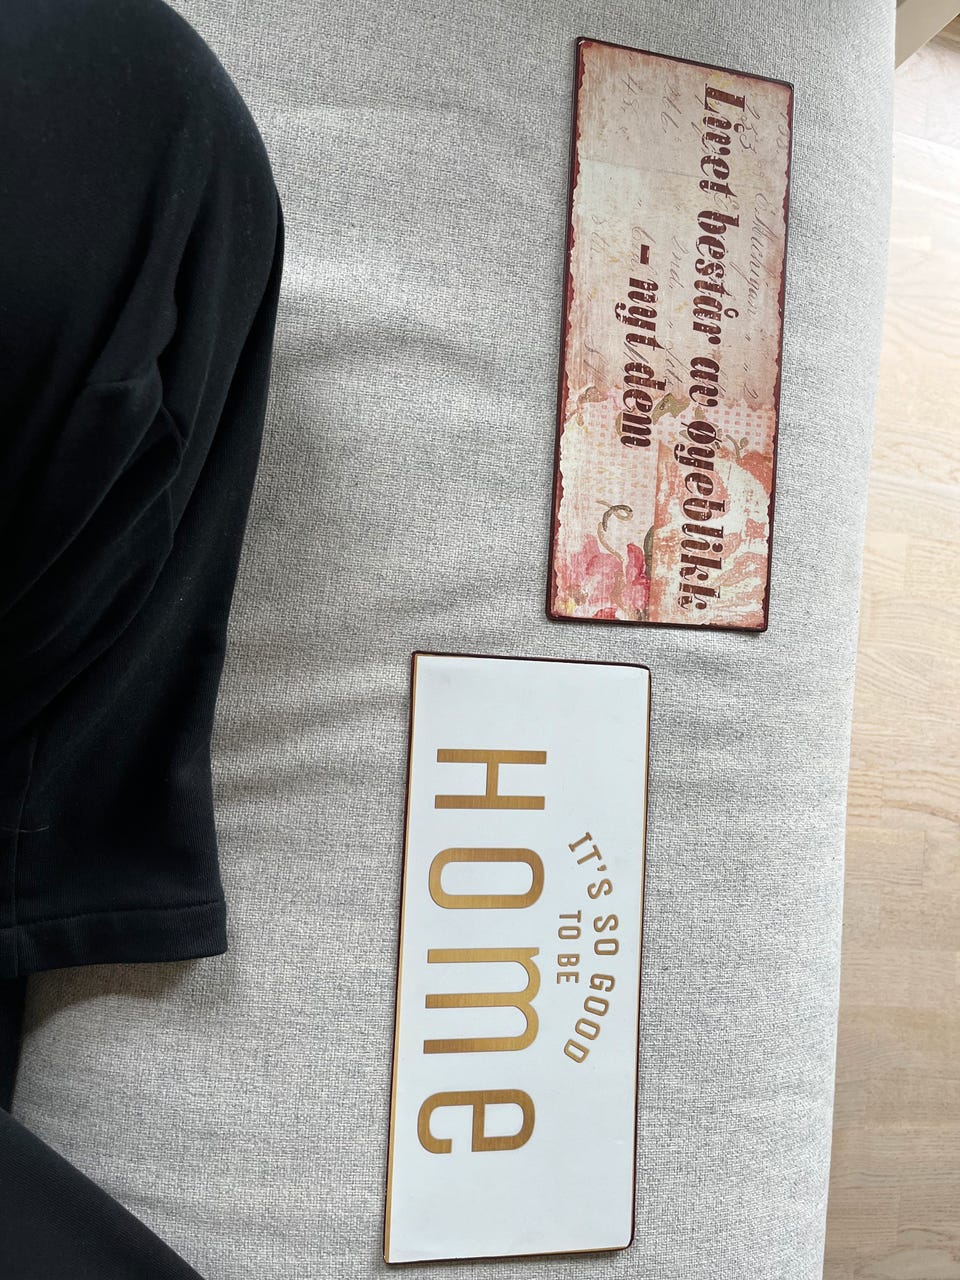 Livet består av øyeblikk
- nyt dem
IT'S SO GOOD
TO BE
Home